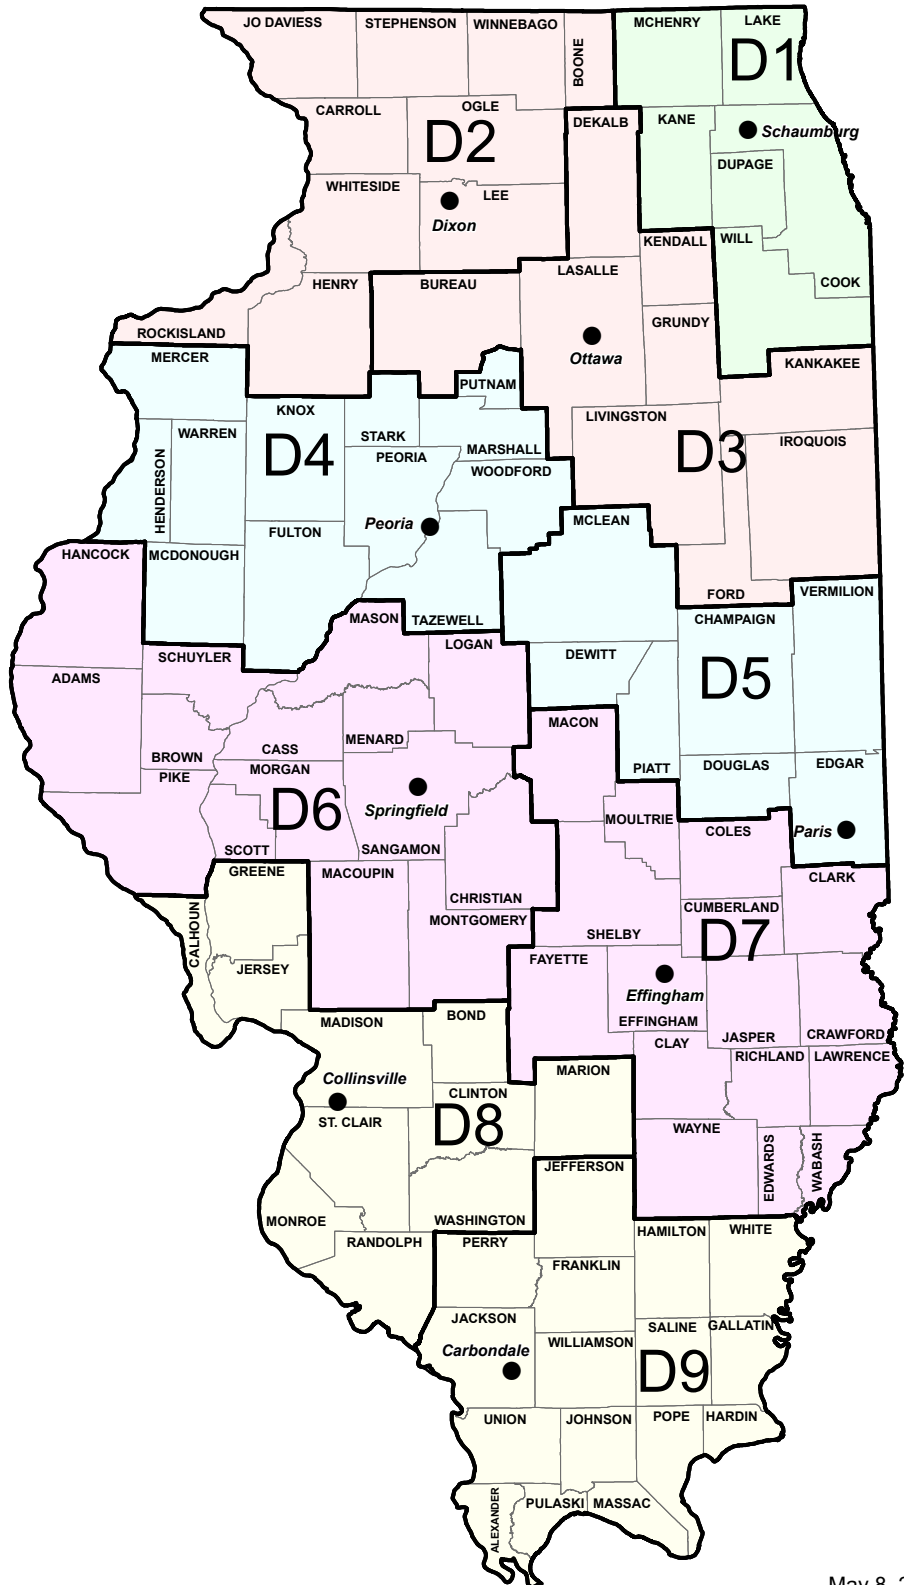 JO DAVIESS
STEPHENSON
WINNEBAGO
BOONE
MCHENRY
LAKE
D1
CARROLL
OGLE
D2
DEKALB
KANE
Schaumburg
DUPAGE
WHITESIDE
LEE
Dixon
KENDALL
WILL
COOK
HENRY
BUREAU
LASALLE
ROCKISLAND
GRUNDY
Ottawa
MERCER
PUTNAM
KANKAKEE
KNOX
LIVINGSTON
D3
IROQUOIS
WARREN
D4
STARK
MARSHALL
HENDERSON
PEORIA
WOODFORD
Peoria
MCLEAN
FULTON
HANCOCK
MCDONOUGH
FORD
VERMILION
MASON
TAZEWELL
CHAMPAIGN
SCHUYLER
LOGAN
DEWITT
ADAMS
D5
MACON
MENARD
BROWN
CASS
PIKE
MORGAN
PIATT
DOUGLAS
EDGAR
D6
Springfield
MOULTRIE
COLES
Paris
SCOTT
SANGAMON
GREENE
MACOUPIN
CLARK
CHRISTIAN
CALHOUN
MONTGOMERY
CUMBERLAND
SHELBY
D7
FAYETTE
JERSEY
Effingham
EFFINGHAM
MADISON
BOND
JASPER
CRAWFORD
CLAY
RICHLAND
LAWRENCE
Collinsville
MARION
CLINTON
D8
ST. CLAIR
WAYNE
EDWARDS
WABASH
JEFFERSON
MONROE
WASHINGTON
RANDOLPH
PERRY
HAMILTON
WHITE
FRANKLIN
JACKSON
SALINE
GALLATIN
Carbondale
WILLIAMSON
D9
UNION
JOHNSON
POPE
HARDIN
ALEXANDER
PULASKI
MASSAC